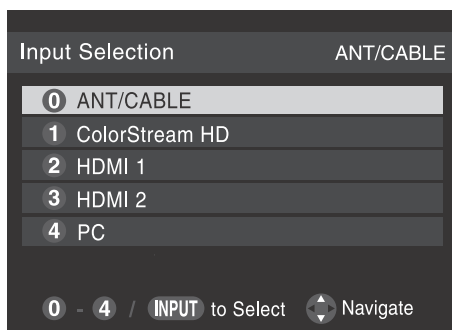 Input Selection ANT/CABLE
0 ANT/CABLE
1 ColorStream HD
2 HDMI 1
3 HDMI 2
4 PC
0 - 4 / INPUT to Select Navigate